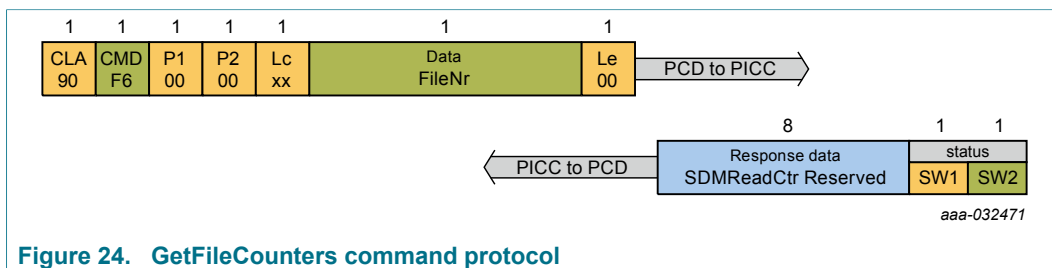 1 1 1 1 1 1 1
CLA CMD P1 P2 Lc Data Le
90 F6 00 00 xx FileNr 00
PCD to PICC
8 1 1
PICC to PCD
Response data status
SDMReadCtr Reserved SW1 SW2
aaa-032471
Figure 24. GetFileCounters command protocol